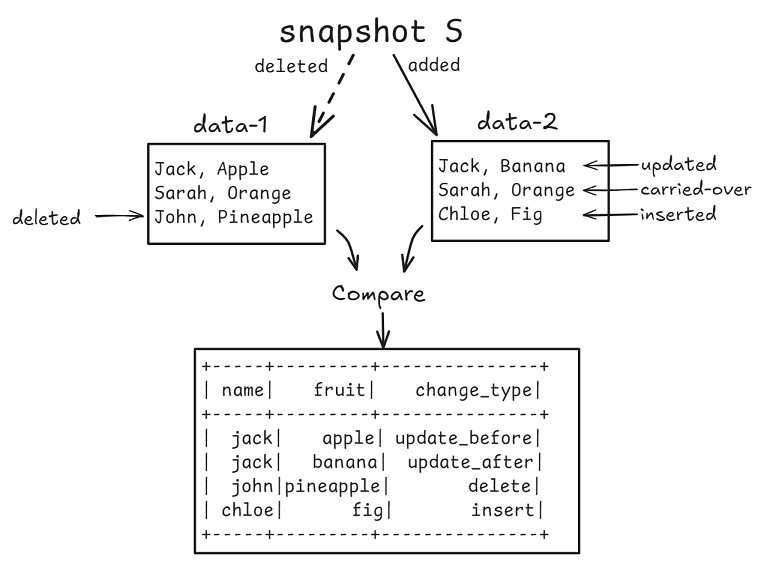 snapshot S
deleted
added
data-1
data-2
Jack, Apple
Sarah, Orange
John, Pineapple
deleted
Jack, Banana
Sarah, Orange
Chloe, Fig
updated
carried-over
inserted
Compare
+-----+---------+--------------+
| name|    fruit|   change_type|
+-----+---------+--------------+
| jack|    apple| update_before|
| jack|   banana|  update_after|
| john|pineapple|        delete|
| chloe|      fig|        insert|
+-----+---------+--------------+